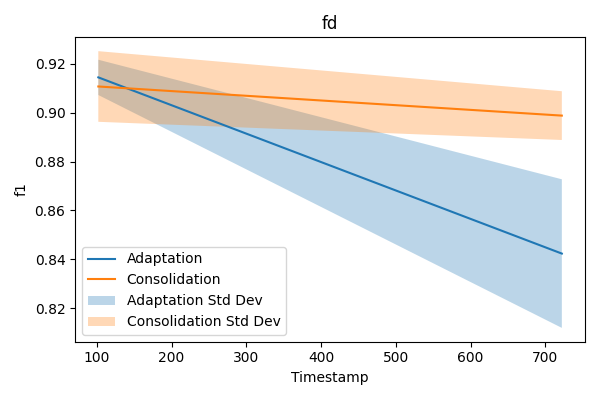 fd
0.92
0.90
0.88
0.86
0.84
0.82
f1
Adaptation
Consolidation
Adaptation Std Dev
Consolidation Std Dev
100 200 300 400 500 600 700
Timestamp